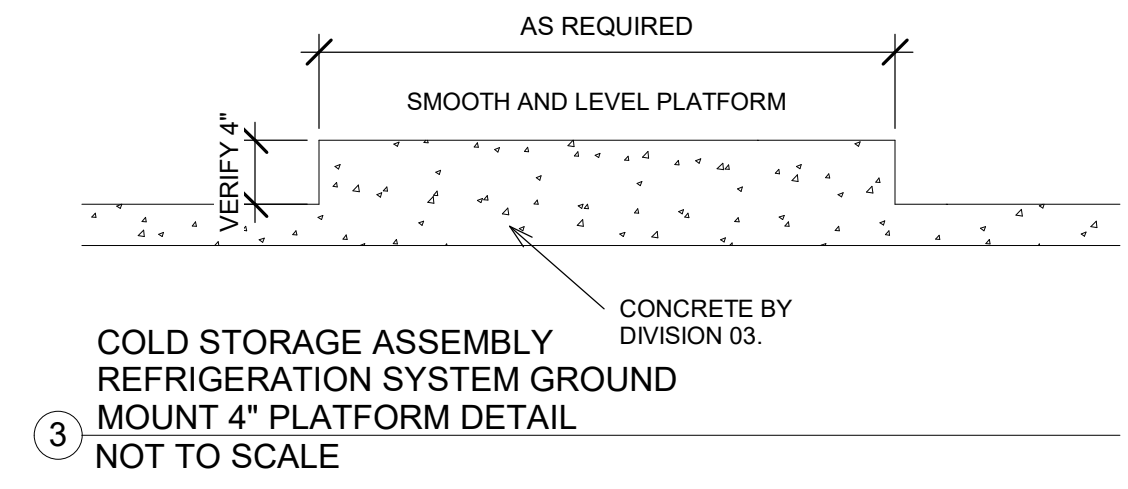 AS REQUIRED
SMOOTH AND LEVEL PLATFORM
VERIFY 4"
CONCRETE BY
DIVISION 03.
COLD STORAGE ASSEMBLY
REFRIGERATION SYSTEM GROUND
MOUNT 4" PLATFORM DETAIL
3
NOT TO SCALE